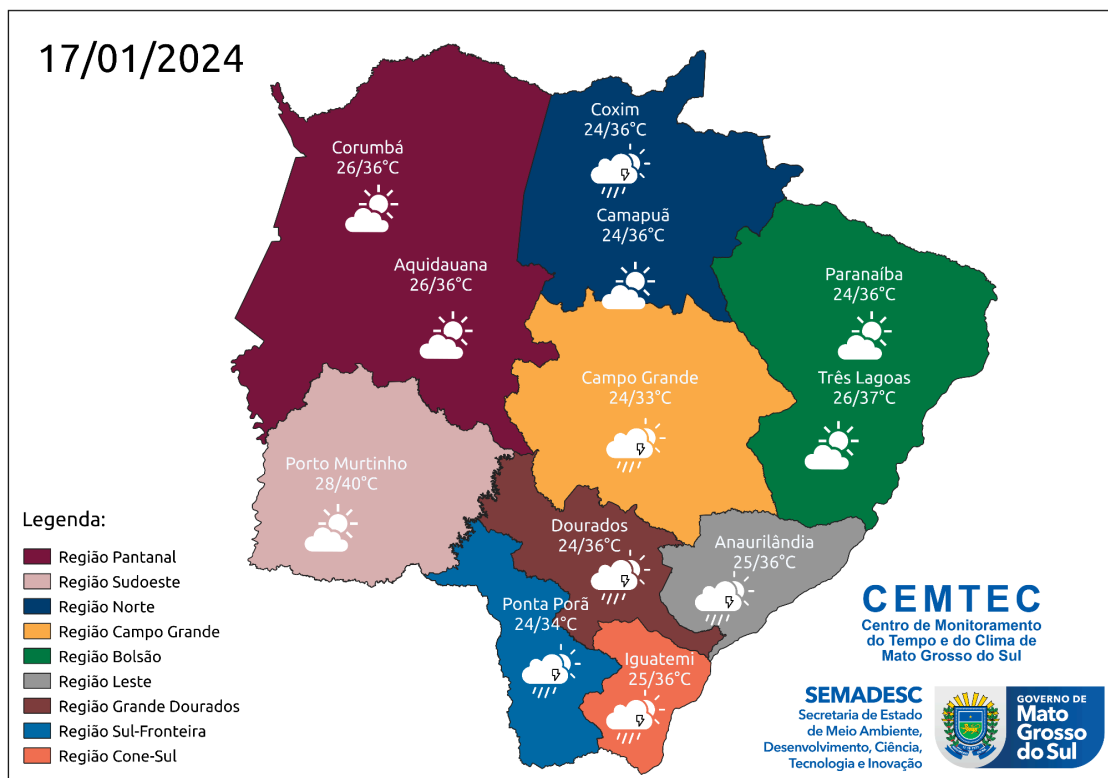 17/01/2024
Coxim
24/36°C
Corumbá
26/36°C
Camapuã
24/36°C
Aquidauana
26/36°C
Paranaíba
24/36°C
Campo Grande
24/33°C
Três Lagoas
26/37°C
Porto Murtinho
28/40°C
Dourados
24/36°C
Anaurilândia
25/36°C
Ponta Porã
24/34°C
Iguatemi
25/36°C
Legenda:
Região Pantanal
Região Sudoeste
Região Norte
Região Campo Grande
Região Bolsão
Região Leste
Região Grande Dourados
Região Sul-Fronteira
Região Cone-Sul
CEMTEC
Centro de Monitoramento
do Tempo e do Clima de
Mato Grosso do Sul
SEMADESC
Secretaria de Estado
de Meio Ambiente,
Desenvolvimento, Ciência,
Tecnologia e Inovação
GOVERNO DE
Mato
Grosso
do Sul